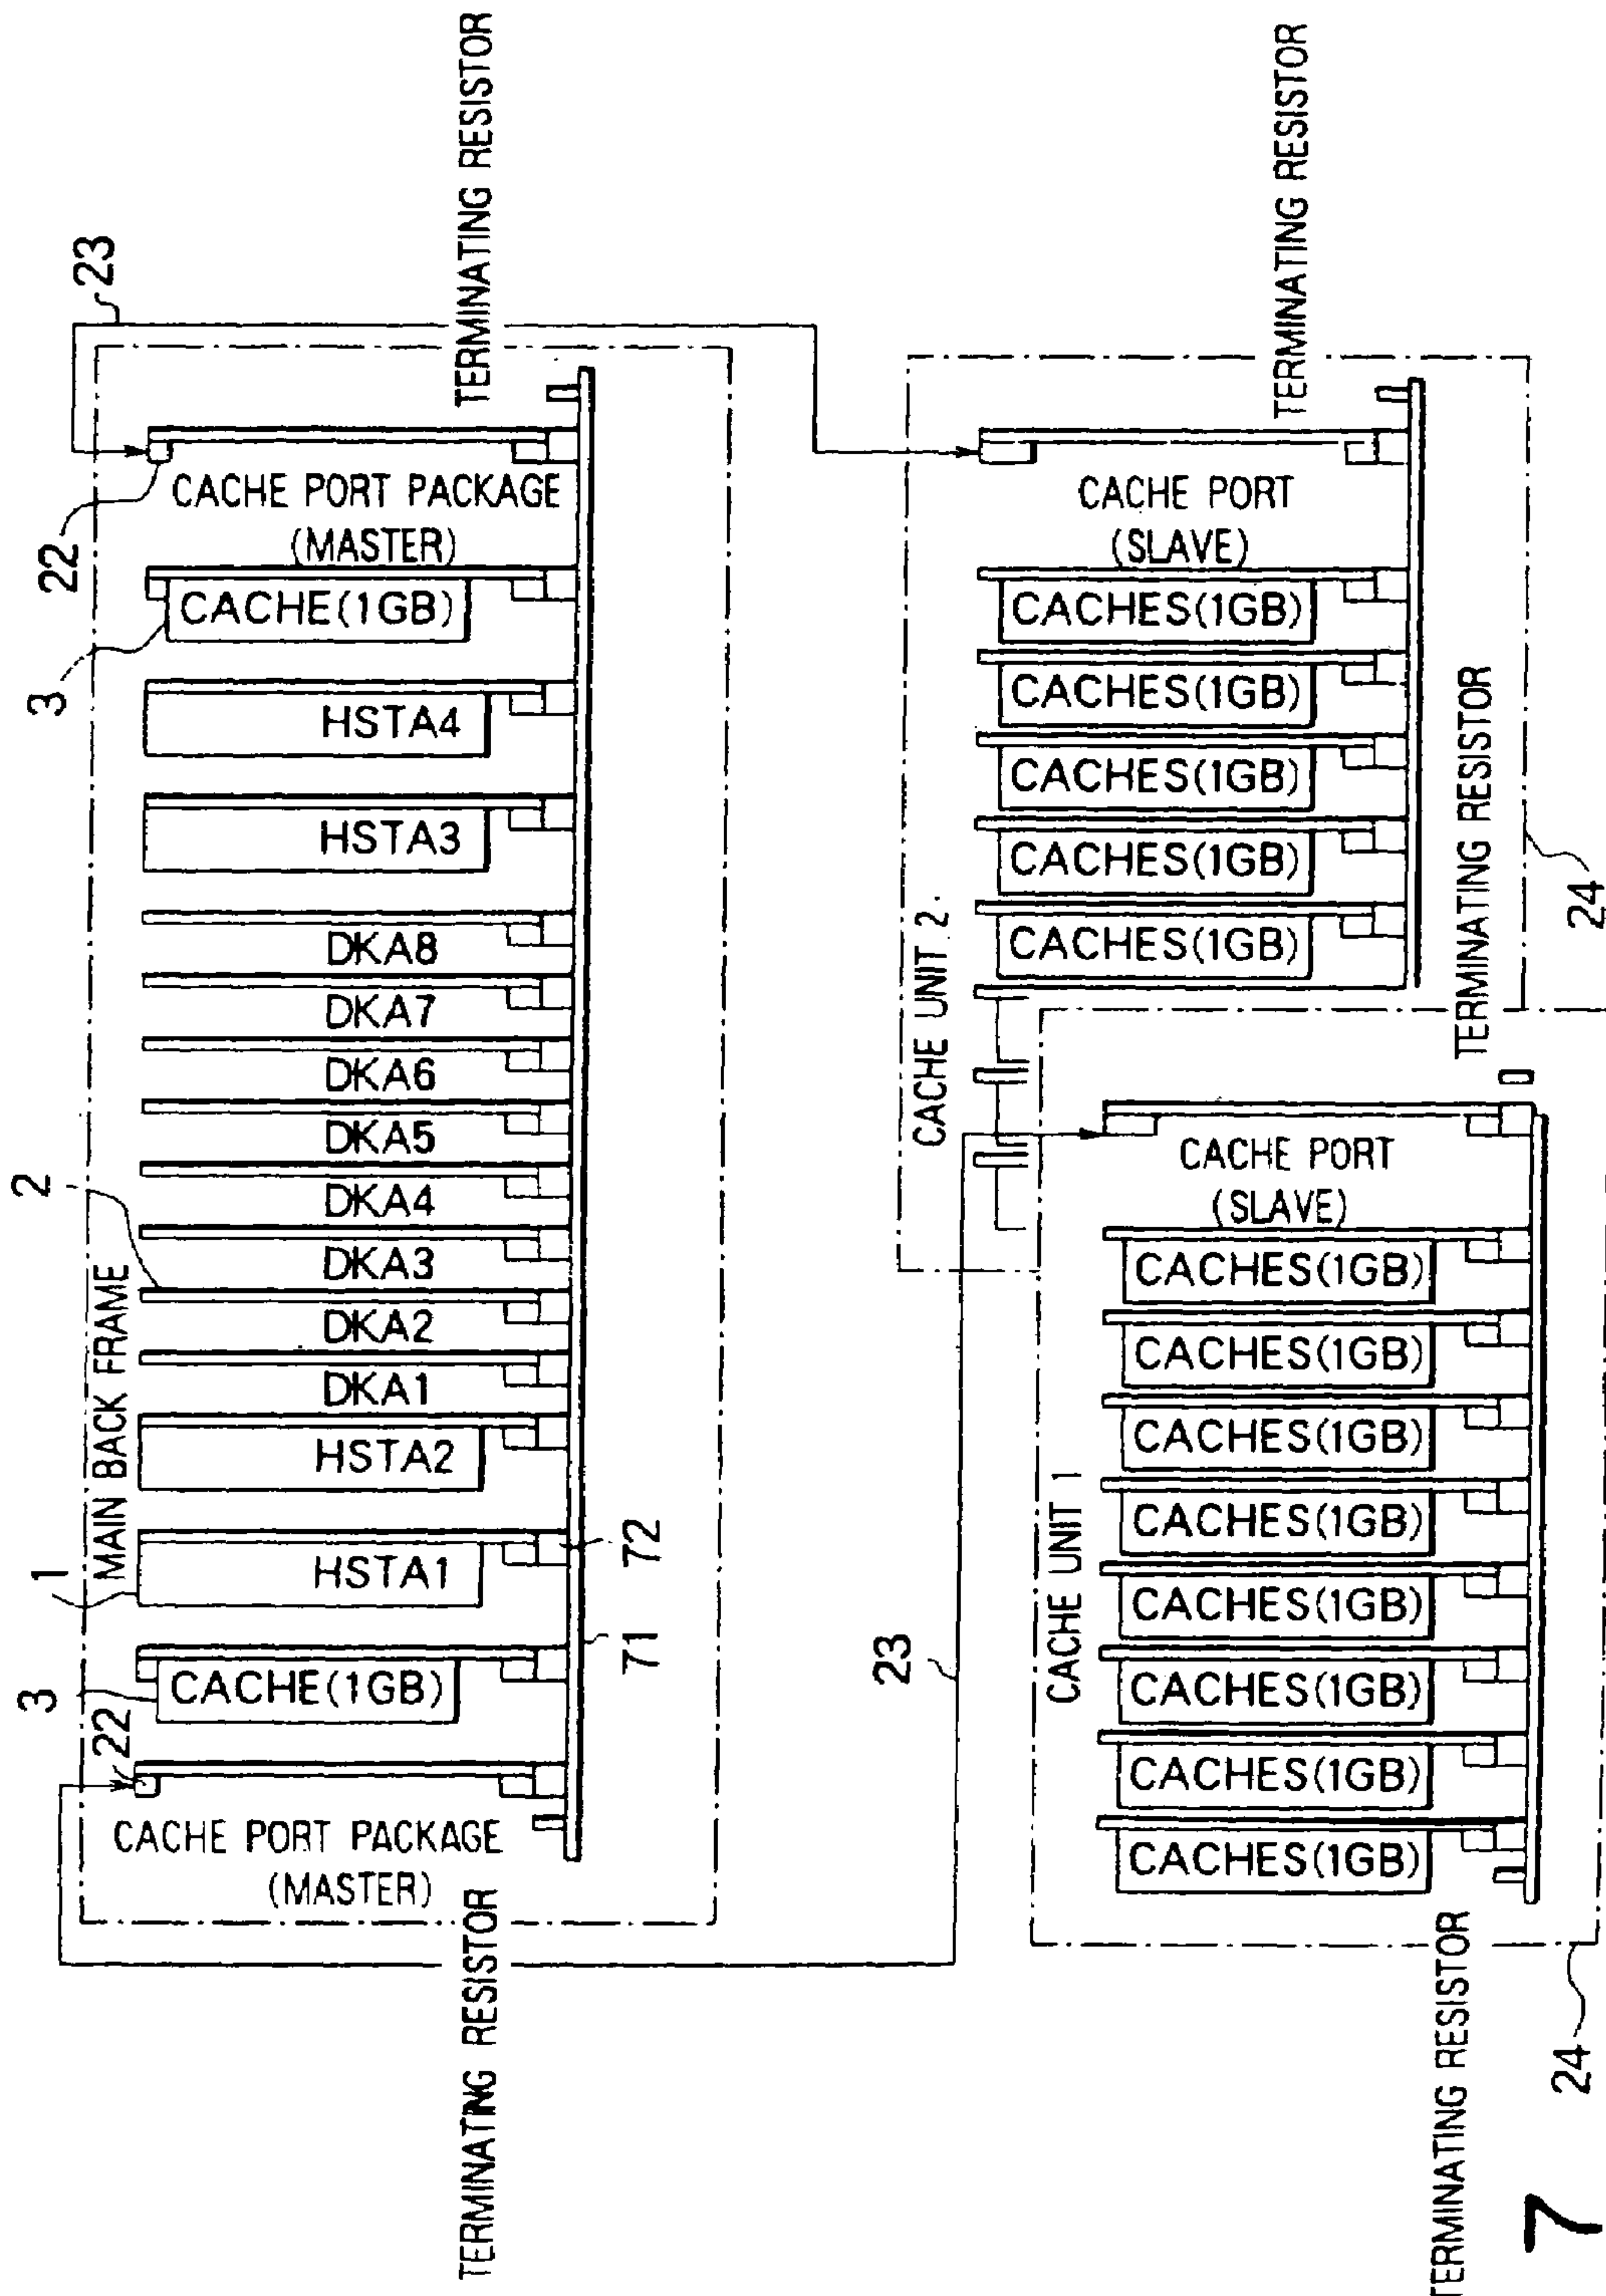 23
TERMINATING RESISTOR
22
CACHE PORT PACKAGE
(MASTER)
3
CACHE(1GB)
HSTA4
HSTA3
DKA8
DKA7
DKA6
DKA5
2
DKA4
DKA3
DKA2
DKA1
MAIN BACK FRAME
HSTA2
1
HSTA1
72
71
3
CACHE(1GB)
22
CACHE PORT PACKAGE
(MASTER)
TERMINATING RESISTOR
TERMINATING RESISTOR
CACHE PORT
(SLAVE)
CACHES(1GB)
CACHES(1GB)
CACHES(1GB)
CACHES(1GB)
CACHES(1GB)
CACHE UNIT 2
24
TERMINATING RESISTOR
CACHE PORT
(SLAVE)
CACHES(1GB)
CACHES(1GB)
CACHES(1GB)
CACHES(1GB)
CACHES(1GB)
CACHES(1GB)
CACHES(1GB)
CACHES(1GB)
CACHE UNIT 1
23
TERMINATING RESISTOR
24
7